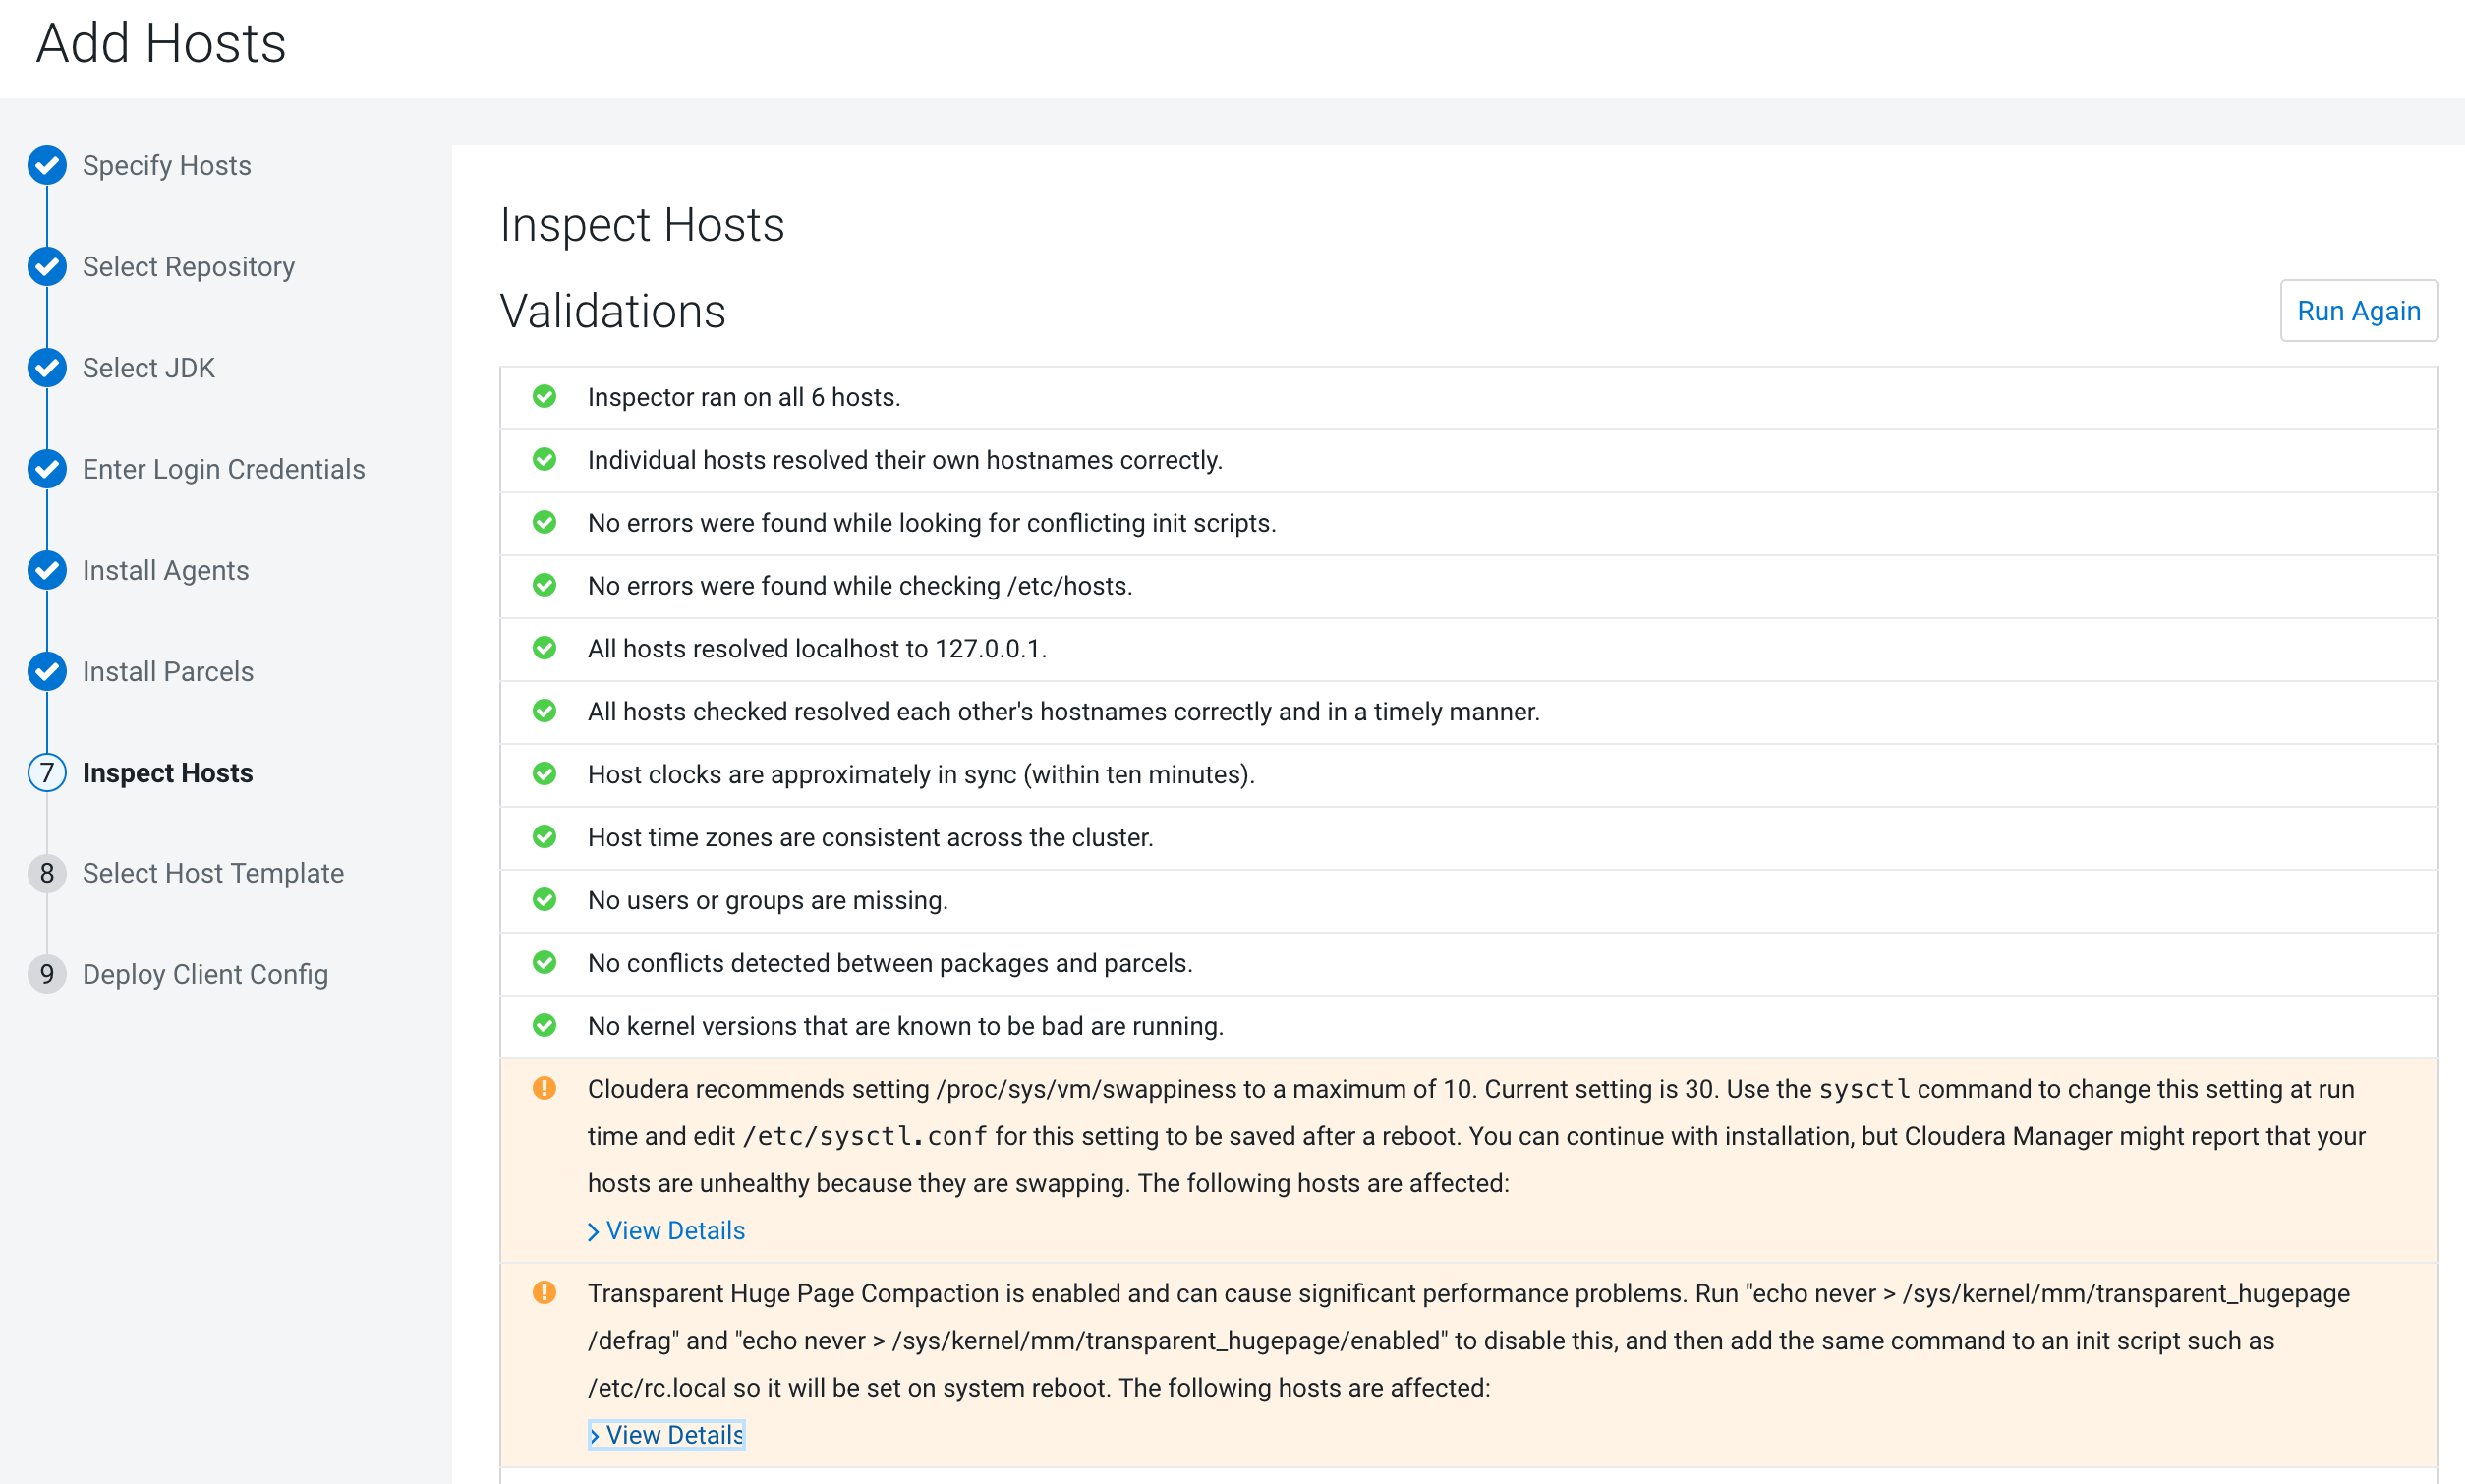 Add Hosts
Specify Hosts
Select Repository
Select JDK
Enter Login Credentials
Install Agents
Install Parcels
7 Inspect Hosts
8 Select Host Template
9 Deploy Client Config
Inspect Hosts
Validations
Run Again
Inspector ran on all 6 hosts.
Individual hosts resolved their own hostnames correctly.
No errors were found while looking for conflicting init scripts.
No errors were found while checking /etc/hosts.
All hosts resolved localhost to 127.0.0.1.
All hosts checked resolved each other's hostnames correctly and in a timely manner.
Host clocks are approximately in sync (within ten minutes).
Host time zones are consistent across the cluster.
No users or groups are missing.
No conflicts detected between packages and parcels.
No kernel versions that are known to be bad are running.
Cloudera recommends setting /proc/sys/vm/swappiness to a maximum of 10. Current setting is 30. Use the sysctl command to change this setting at run
time and edit /etc/sysctl.conf for this setting to be saved after a reboot. You can continue with installation, but Cloudera Manager might report that your
hosts are unhealthy because they are swapping. The following hosts are affected:
View Details
Transparent Huge Page Compaction is enabled and can cause significant performance problems. Run "echo never > /sys/kernel/mm/transparent_hugepage
/defrag" and "echo never > /sys/kernel/mm/transparent_hugepage/enabled" to disable this, and then add the same command to an init script such as
/etc/rc.local so it will be set on system reboot. The following hosts are affected:
View Details